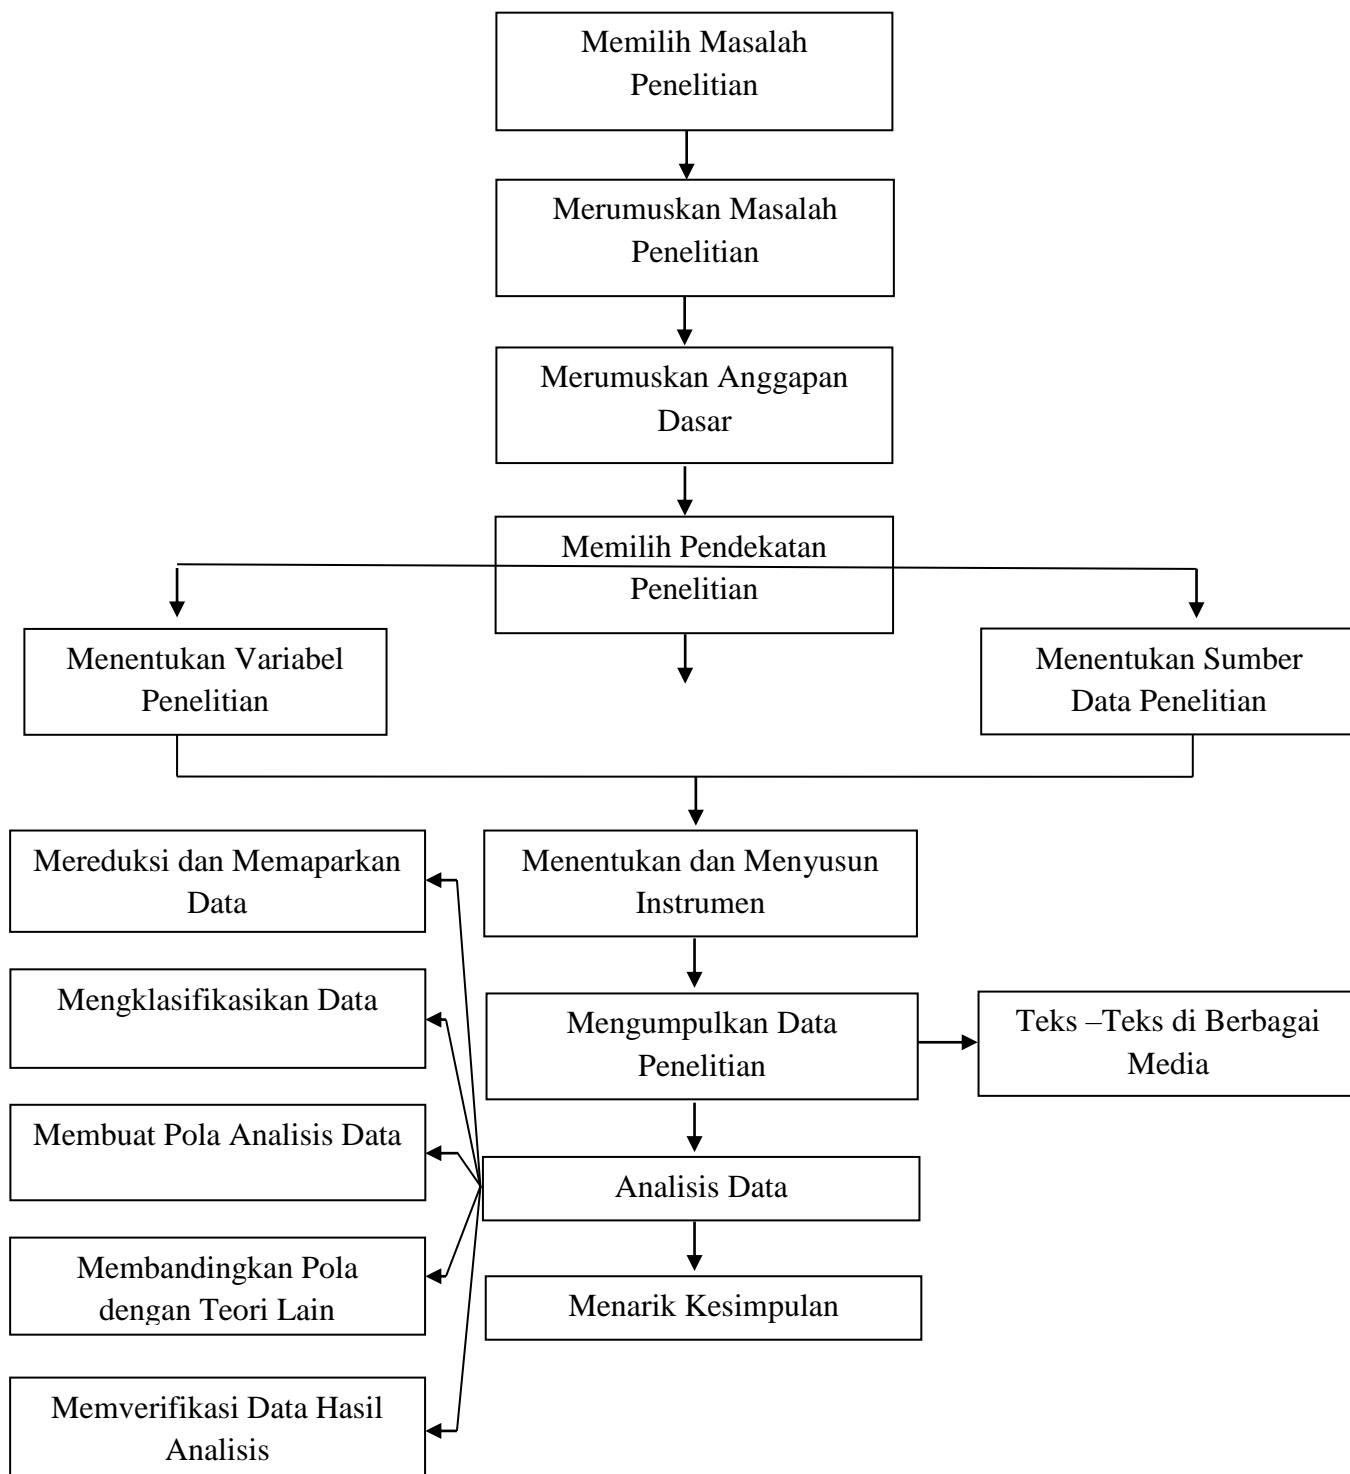 Memilih Masalah
Penelitian
Merumuskan Masalah
Penelitian
Merumuskan Anggapan
Dasar
Memilih Pendekatan
Penelitian
Menentukan Variabel
Penelitian
Menentukan Sumber
Data Penelitian
Mereduksi dan Memaparkan
Data
Menentukan dan Menyusun
Instrumen
Mengklasifikasikan Data
Mengumpulkan Data
Penelitian
Teks –Teks di Berbagai
Media
Membuat Pola Analisis Data
Analisis Data
Membandingkan Pola
dengan Teori Lain
Menarik Kesimpulan
Memverifikasi Data Hasil
Analisis